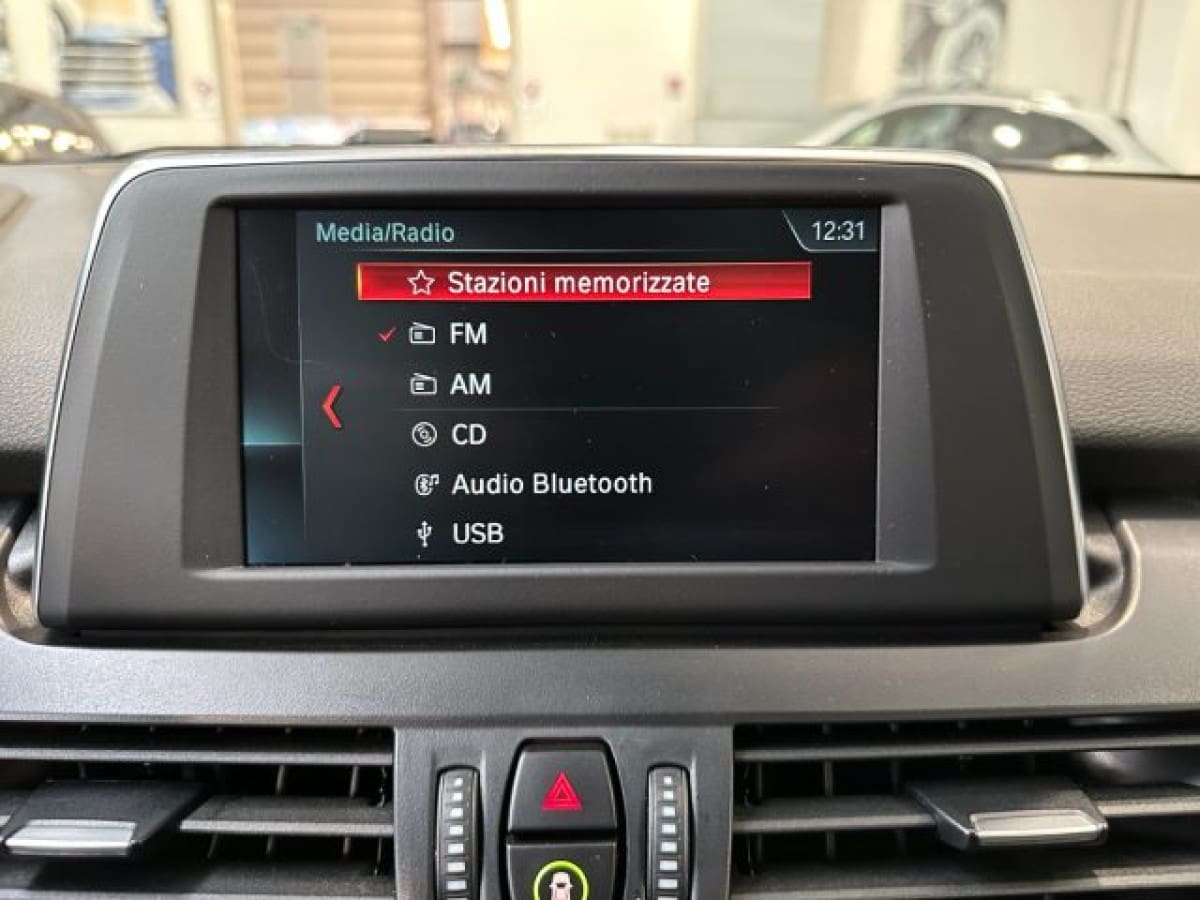 Media/Radio
12:31
Stazioni memorizzate
FM
AM
CD
Audio Bluetooth
USB